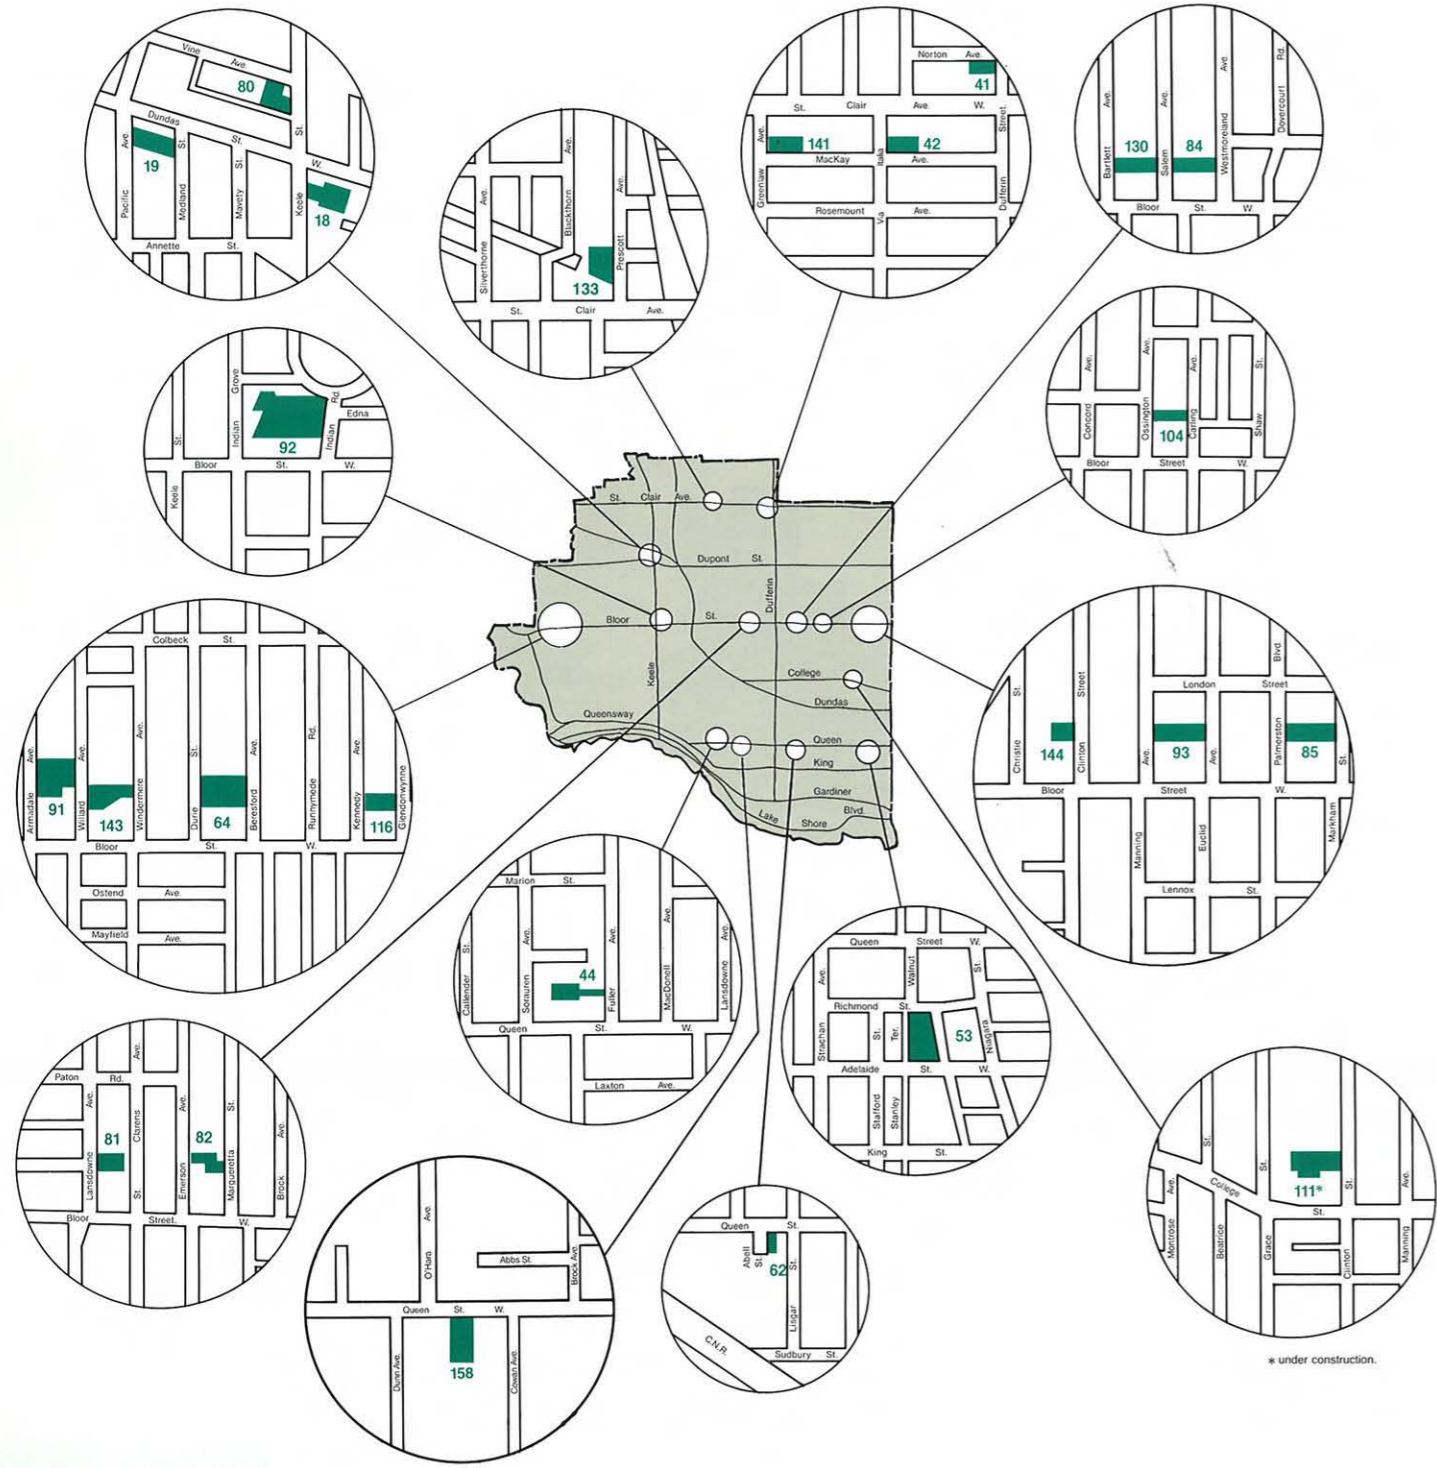 Vine Ave.
80
Dundas St. W.
19
18
Pacific Ave.
Medland St.
Mavety St.
Keele St.
Annette St.
Silverthorne Ave.
Blackthorn Ave.
Prescott Ave.
133
St. Clair Ave.
Norton Ave.
41
St. Clair Ave. W.
141
42
MacKay Ave.
Greenlaw Ave.
Via Italia
Dufferin Street
Rosemount Ave.
Bartlett Ave.
130
Salem Ave.
84
Westmoreland Ave.
Dovercourt Rd.
Bloor St. W.
Keele St.
Indian Grove
92
Indian Rd.
Edna
Bloor St. W.
Concord Ave.
Ossington Ave.
104
Carling Ave.
Shaw St.
Bloor Street W.
St. Clair Ave.
Dupont St.
Dufferin
Bloor St.
Keele
College
Dundas
Queensway
Queen
King
Gardiner
Lake Shore Blvd.
Colbeck St.
Armadale Ave.
91
Willard Ave.
143
Windermere Ave.
Durie St.
64
Beresford Ave.
Runnymede Rd.
Kennedy Ave.
116
Glendonwynne
Bloor St. W.
Ostend Ave.
Mayfield Ave.
Christie St.
144
Clinton Street
London Street
93
Palmerston Blvd.
85
Bloor Street W.
Manning Ave.
Euclid Ave.
Markham St.
Lennox St.
Marion St.
Callender St.
Sorauren Ave.
44
Fuller Ave.
MacDonell Ave.
Lansdowne Ave.
Queen St. W.
Laxton Ave.
Queen Street W.
Strachan Ave.
Walnut
Richmond St.
53
Niagara St.
Adelaide St. W.
Stafford St.
Stanley Ter.
King St.
Paton Rd.
Lansdowne Ave.
81
Clarens Ave.
St.
Emerson Ave.
82
Margueretta St.
Brock Ave.
Bloor Street. W.
O'Hara Ave.
Abbs St.
Brock Ave.
Queen St. W.
Dunn Ave.
158
Cowan Ave.
Queen St.
Abell St.
62
Lisgar St.
C.N.R.
Sudbury St.
College St.
111*
Montrose Ave.
Beatrice St.
Grace St.
Clinton St.
Manning Ave.
* under construction.